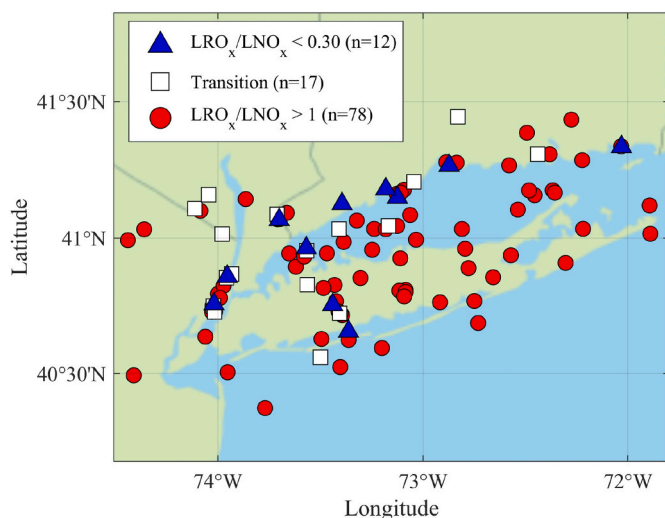 LROx/LNOx < 0.30 (n=12)
Transition (n=17)
LROx/LNOx > 1 (n=78)
41°30'N
41°N
40°30'N
Latitude
74°W
73°W
72°W
Longitude